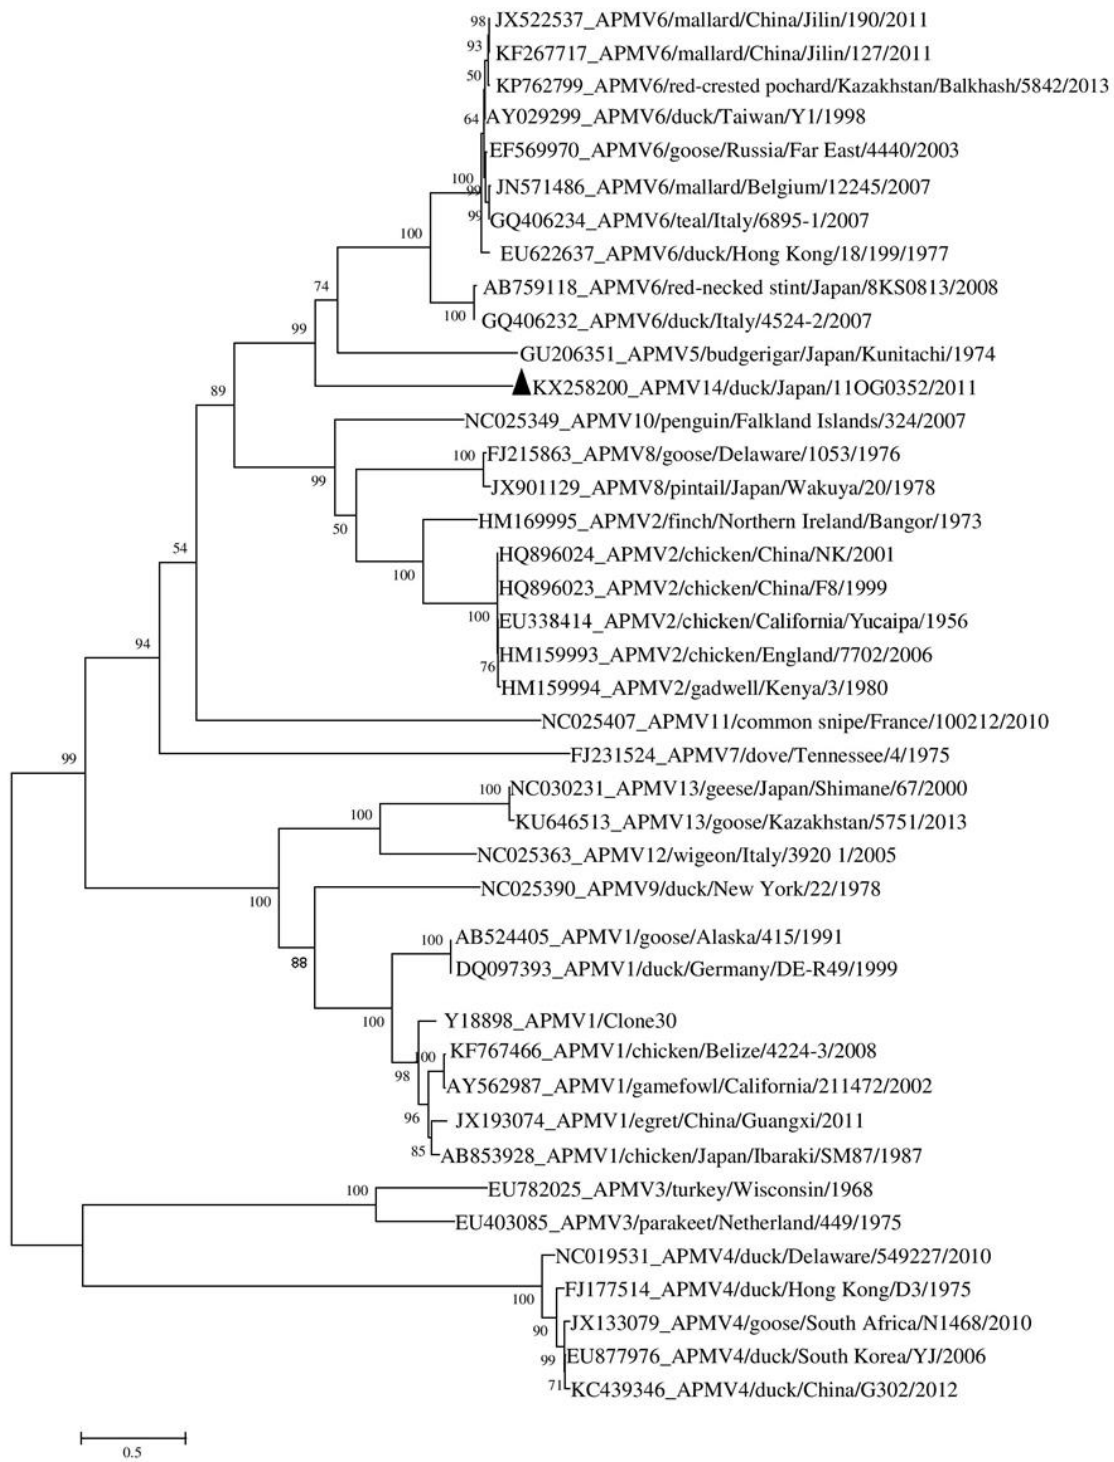 98
JX522537_APMV6/mallard/China/Jilin/190/2011
93
KF267717_APMV6/mallard/China/Jilin/127/2011
50
KP762799_APMV6/red-crested pochard/Kazakhstan/Balkhash/5842/2013
64
AY029299_APMV6/duck/Taiwan/Y1/1998
EF569970_APMV6/goose/Russia/Far East/4440/2003
100
99
JN571486_APMV6/mallard/Belgium/12245/2007
99
GQ406234_APMV6/teal/Italy/6895-1/2007
100
EU622637_APMV6/duck/Hong Kong/18/199/1977
74
AB759118_APMV6/red-necked stint/Japan/8KS0813/2008
100
GQ406232_APMV6/duck/Italy/4524-2/2007
99
GU206351_APMV5/budgerigar/Japan/Kunitachi/1974
89
KX258200_APMV14/duck/Japan/11OG0352/2011
NC025349_APMV10/penguin/Falkland Islands/324/2007
100
FJ215863_APMV8/goose/Delaware/1053/1976
99
JX901129_APMV8/pintail/Japan/Wakuya/20/1978
50
HM169995_APMV2/finch/Northern Ireland/Bangor/1973
54
HQ896024_APMV2/chicken/China/NK/2001
100
HQ896023_APMV2/chicken/China/F8/1999
100
EU338414_APMV2/chicken/California/Yucaipa/1956
94
HM159993_APMV2/chicken/England/7702/2006
76
HM159994_APMV2/gadwell/Kenya/3/1980
NC025407_APMV11/common snipe/France/100212/2010
99
FJ231524_APMV7/dove/Tennessee/4/1975
100
NC030231_APMV13/geese/Japan/Shimane/67/2000
100
KU646513_APMV13/goose/Kazakhstan/5751/2013
NC025363_APMV12/wigeon/Italy/3920 1/2005
100
NC025390_APMV9/duck/New York/22/1978
100
AB524405_APMV1/goose/Alaska/415/1991
88
DQ097393_APMV1/duck/Germany/DE-R49/1999
100
Y18898_APMV1/Clone30
100
KF767466_APMV1/chicken/Belize/4224-3/2008
98
AY562987_APMV1/gamefowl/California/211472/2002
96
JX193074_APMV1/egret/China/Guangxi/2011
85
AB853928_APMV1/chicken/Japan/Ibaraki/SM87/1987
100
EU782025_APMV3/turkey/Wisconsin/1968
EU403085_APMV3/parakeet/Netherland/449/1975
NC019531_APMV4/duck/Delaware/549227/2010
100
FJ177514_APMV4/duck/Hong Kong/D3/1975
90
JX133079_APMV4/goose/South Africa/N1468/2010
99
EU877976_APMV4/duck/South Korea/YJ/2006
71
KC439346_APMV4/duck/China/G302/2012
0.5